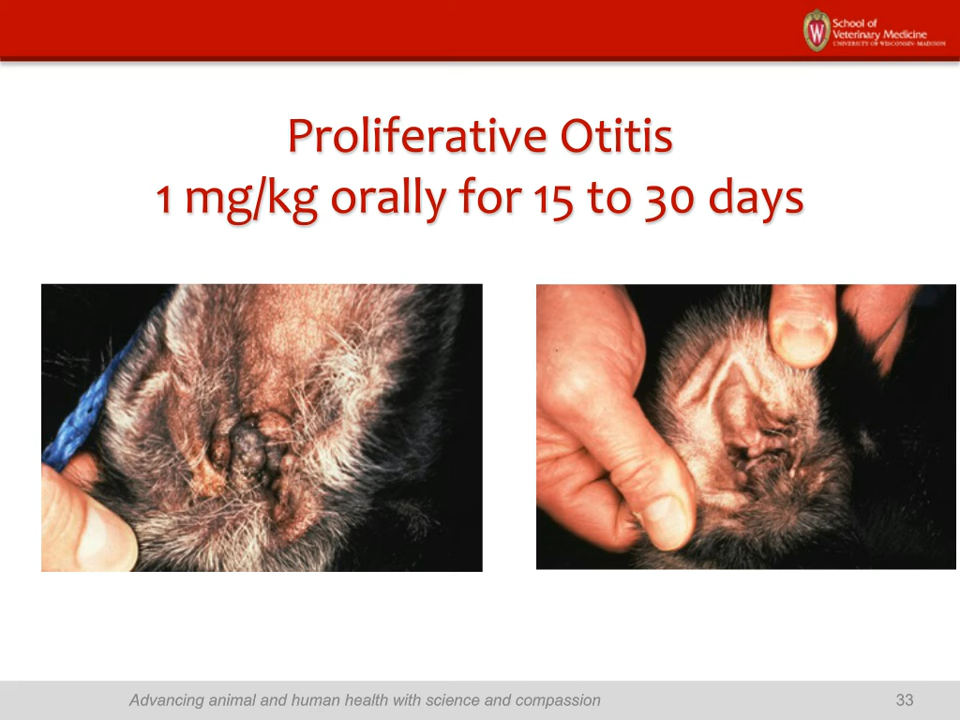 School of
Veterinary Medicine
UNIVERSITY OF WISCONSIN-MADISON
Proliferative Otitis
1 mg/kg orally for 15 to 30 days
Advancing animal and human health with science and compassion
33